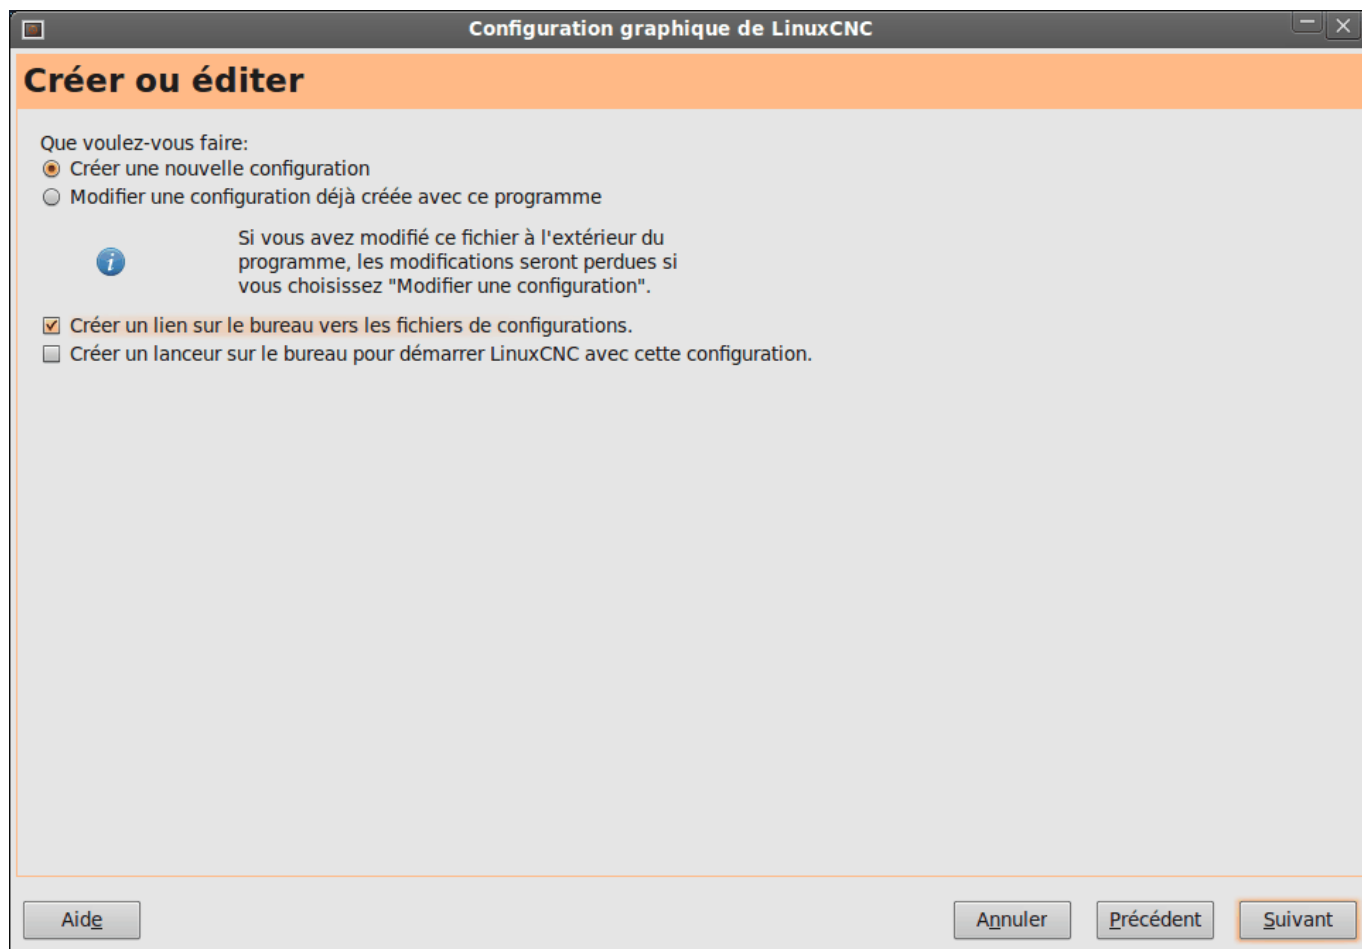 Configuration graphique de LinuxCNC
Créer ou éditer
Que voulez-vous faire:
Créer une nouvelle configuration
Modifier une configuration déjà créée avec ce programme
Si vous avez modifié ce fichier à l'extérieur du
programme, les modifications seront perdues si
vous choisissez "Modifier une configuration".
Créer un lien sur le bureau vers les fichiers de configurations.
Créer un lanceur sur le bureau pour démarrer LinuxCNC avec cette configuration.
Aide
Annuler
Précédent
Suivant